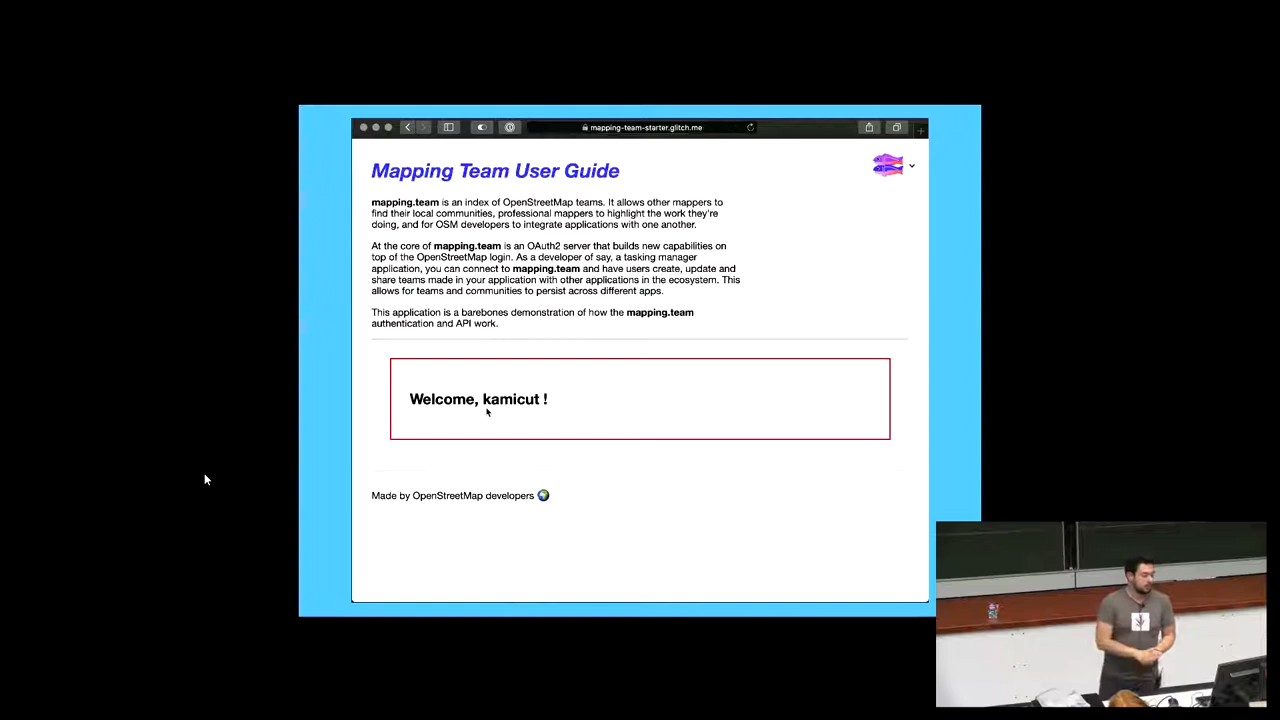 mapping-team-starter.glitch.me
Mapping Team User Guide
mapping.team is an index of OpenStreetMap teams. It allows other mappers to
find their local communities, professional mappers to highlight the work they're
doing, and for OSM developers to integrate applications with one another.
At the core of mapping.team is an OAuth2 server that builds new capabilities on
top of the OpenStreetMap login. As a developer of say, a tasking manager
application, you can connect to mapping.team and have users create, update and
share teams made in your application with other applications in the ecosystem. This
allows for teams and communities to persist across different apps.
This application is a barebones demonstration of how the mapping.team
authentication and API work.
Welcome, kamicut !
Made by OpenStreetMap developers